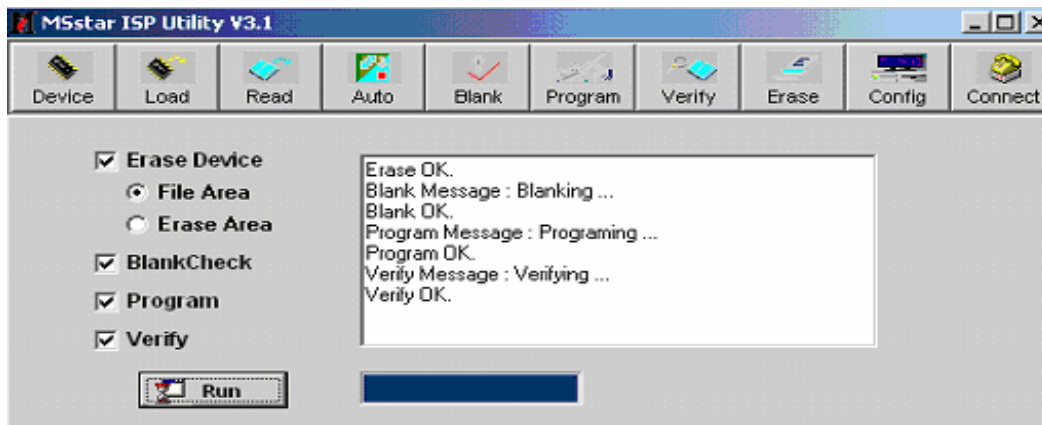 MSstar ISP Utility V3.1
Device Load Read Auto Blank Program Verify Erase Config Connect
Erase Device
File Area
Erase Area
BlankCheck
Program
Verify
Run
Erase OK.
Blank Message : Blanking ...
Blank OK.
Program Message : Programing ...
Program OK.
Verify Message : Verifying ...
Verify OK.